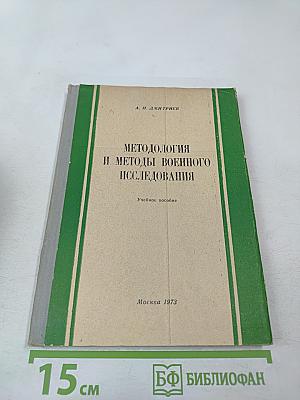 А. П. ДМИТРИЕВ
МЕТОДОЛОГИЯ
И МЕТОДЫ ВОЕННОГО
ИССЛЕДОВАНИЯ
Учебное пособие
Москва 1973
15 см
БФ БИБЛИОФАН